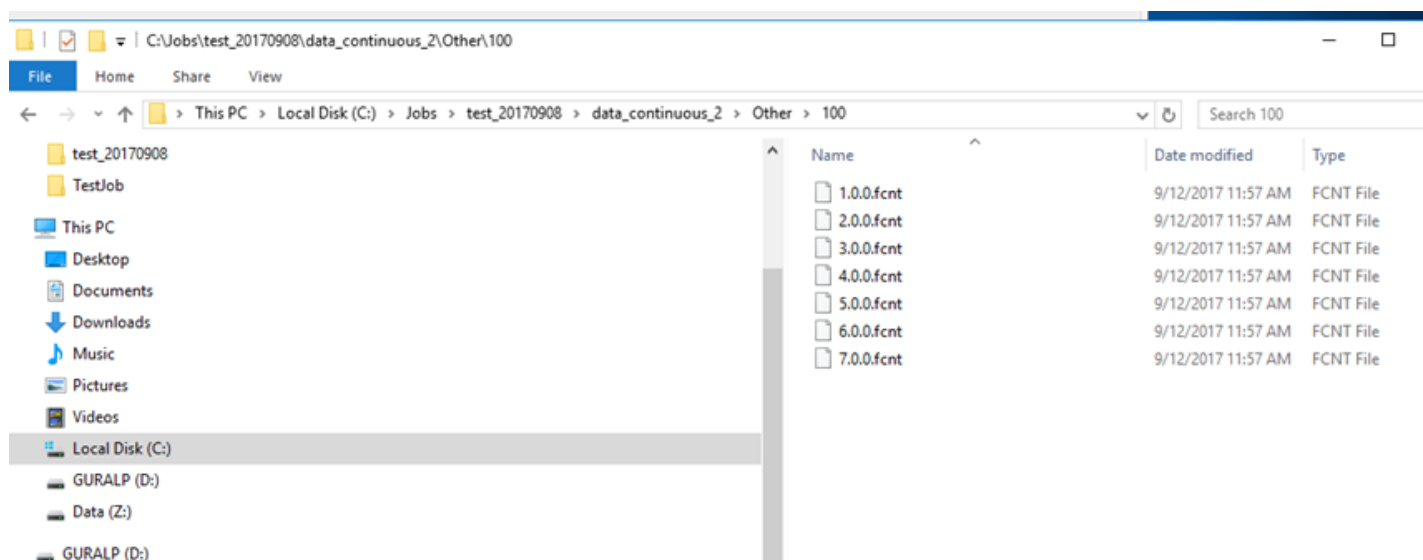 C:\Jobs\test_20170908\data_continuous_2\Other\100
File Home Share View
This PC > Local Disk (C:) > Jobs > test_20170908 > data_continuous_2 > Other > 100 Search 100
test_20170908
TestJob
This PC
Desktop
Documents
Downloads
Music
Pictures
Videos
Local Disk (C:)
GURALP (D:)
Data (Z:)
GURALP (D:)
Name Date modified Type
1.0.0.fcnt 9/12/2017 11:57 AM FCNT File
2.0.0.fcnt 9/12/2017 11:57 AM FCNT File
3.0.0.fcnt 9/12/2017 11:57 AM FCNT File
4.0.0.fcnt 9/12/2017 11:57 AM FCNT File
5.0.0.fcnt 9/12/2017 11:57 AM FCNT File
6.0.0.fcnt 9/12/2017 11:57 AM FCNT File
7.0.0.fcnt 9/12/2017 11:57 AM FCNT File